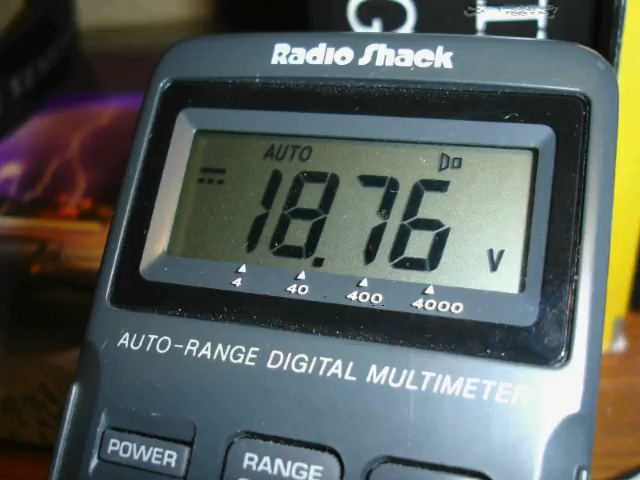 Radio Shack
AUTO
18.76 V
4 40 400 4000
AUTO-RANGE DIGITAL MULTIMETER
POWER
RANGE